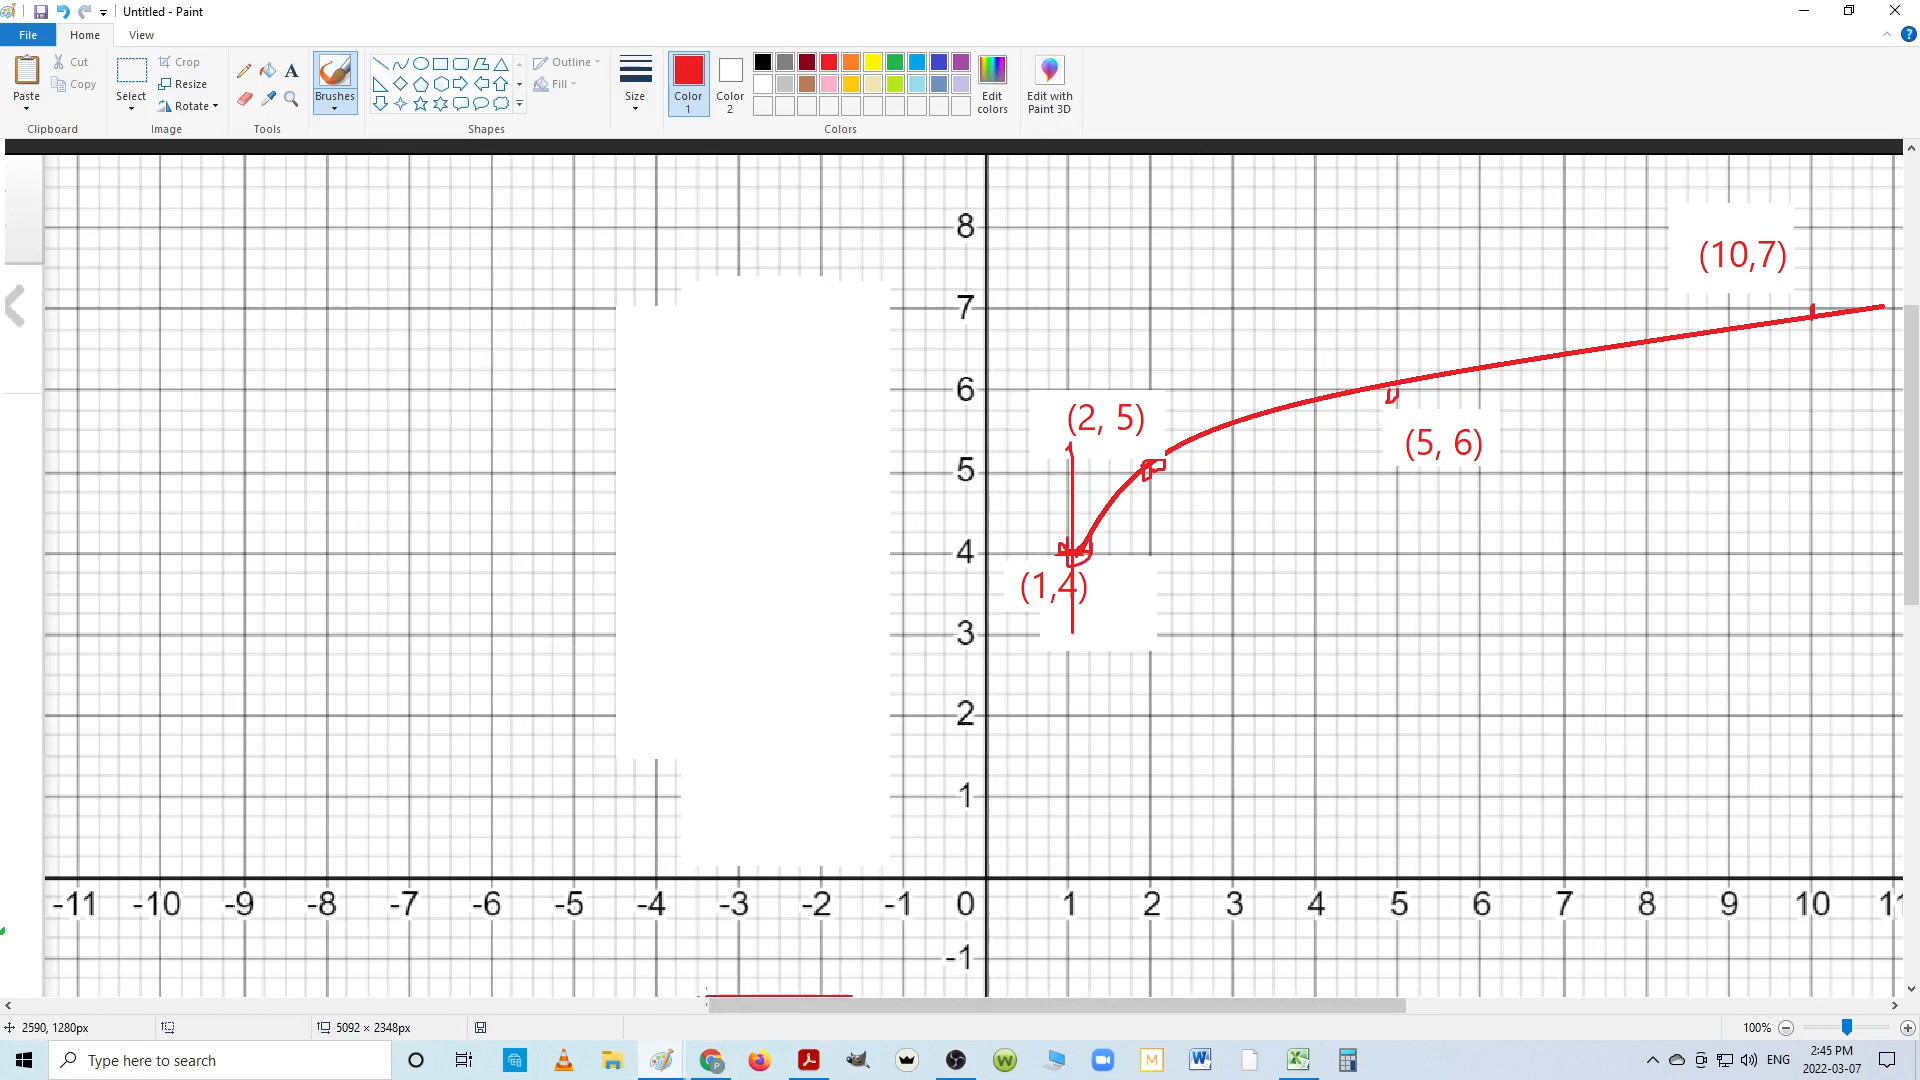 Untitled - Paint
File Home View
Paste
Cut
Copy
Clipboard
Select
Crop
Resize
Rotate
Image
Tools
Brushes
Shapes
Outline
Fill
Size
Color 1
Color 2
Colors
Edit colors
Edit with Paint 3D
8
(10,7)
7
6
(2, 5)
(5, 6)
5
4
(1,4)
3
2
1
-11 -10 -9 -8 -7 -6 -5 -4 -3 -2 -1 0 1 2 3 4 5 6 7 8 9 10 11
-1
2590, 1280px
5092 × 2348px
100%
Type here to search
ENG
2:45 PM
2022-03-07